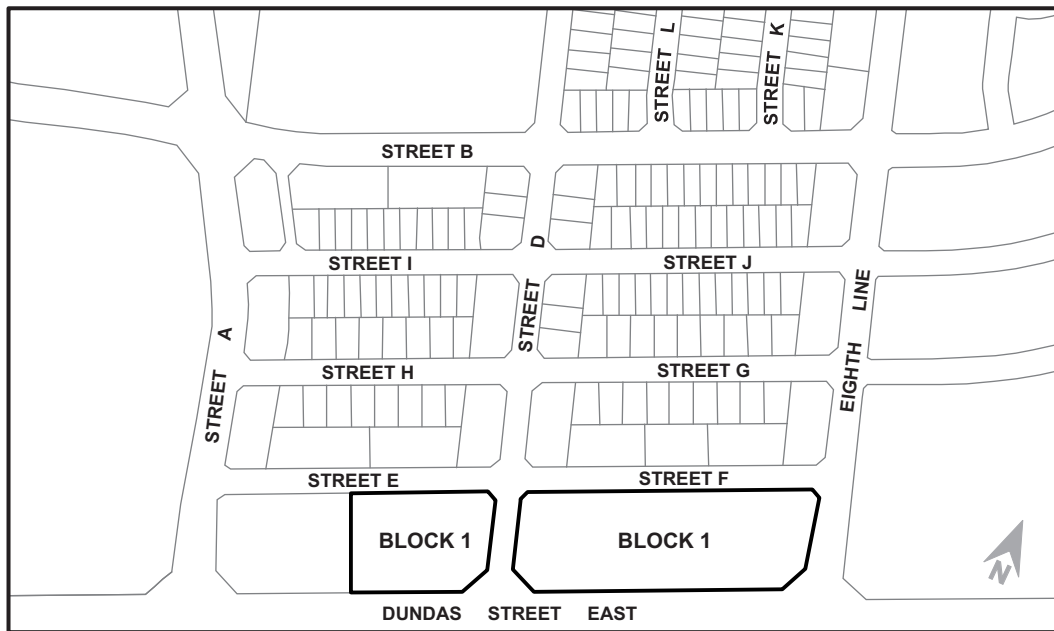 STREET L
STREET K
STREET B
STREET D
STREET I
STREET J
STREET A
EIGHTH LINE
STREET H
STREET G
STREET E
STREET F
BLOCK 1
BLOCK 1
N
DUNDAS STREET EAST